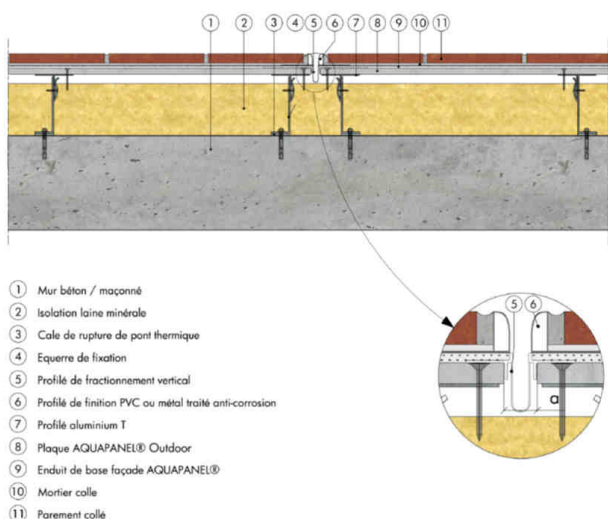 1 2 3 4 5 6 7 8 9 10 11
5 6
a
1 Mur béton / maçonné
2 Isolation laine minérale
3 Cale de rupture de pont thermique
4 Equerre de fixation
5 Profilé de fractionnement vertical
6 Profilé de finition PVC ou métal traité anti-corrosion
7 Profilé aluminium T
8 Plaque AQUAPANEL® Outdoor
9 Enduit de base façade AQUAPANEL®
10 Mortier colle
11 Parement collé